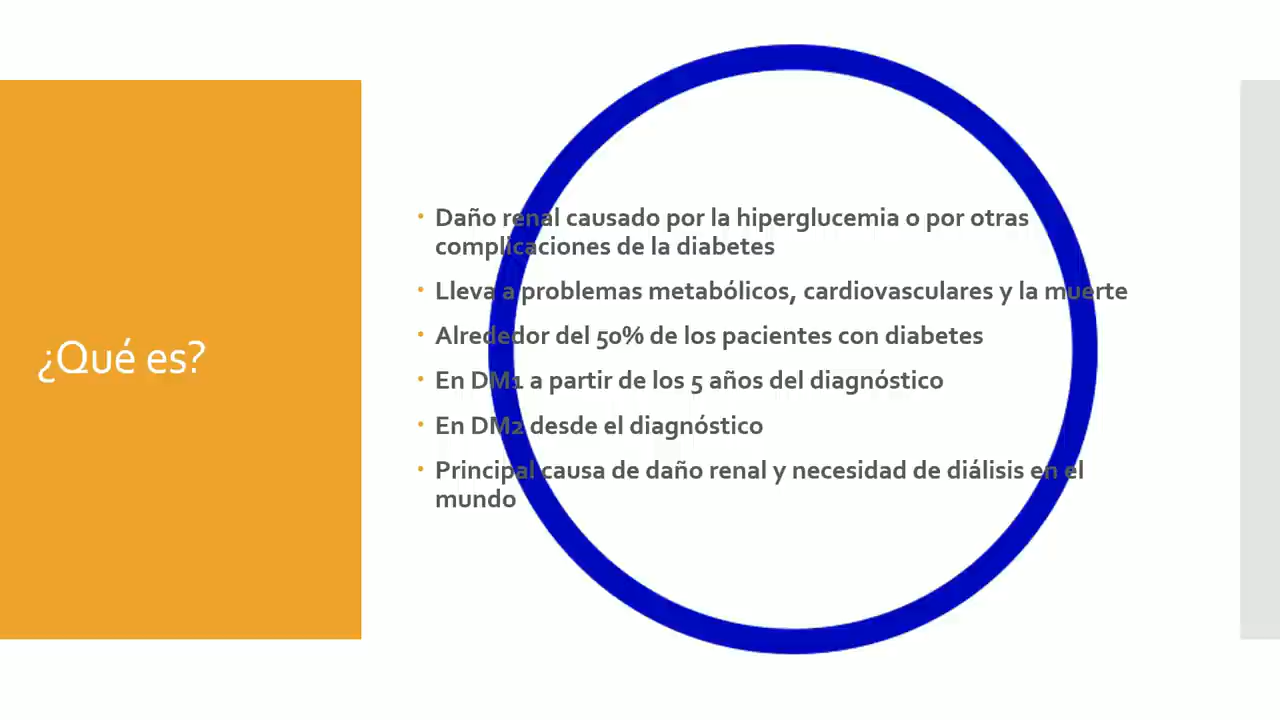 ¿Qué es?
• Daño renal causado por la hiperglucemia o por otras
complicaciones de la diabetes
• Lleva a problemas metabólicos, cardiovasculares y la muerte
• Alrededor del 50% de los pacientes con diabetes
• En DM1 a partir de los 5 años del diagnóstico
• En DM2 desde el diagnóstico
• Principal causa de daño renal y necesidad de diálisis en el
mundo